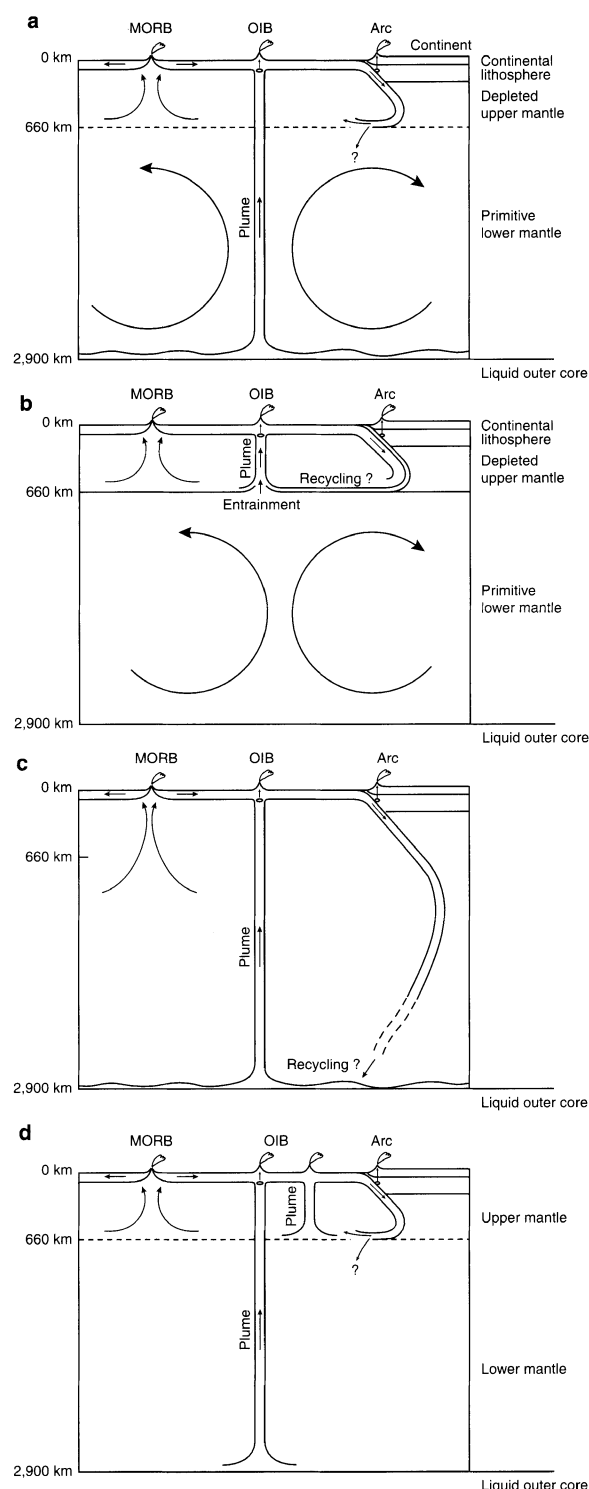 a
MORB
OIB
Arc
Continent
0 km
Continental
lithosphere
Depleted
upper mantle
660 km
?
Plume
Primitive
lower mantle
2,900 km
Liquid outer core
b
MORB
OIB
Arc
0 km
Continental
lithosphere
Plume
Depleted
upper mantle
Recycling ?
660 km
Entrainment
Primitive
lower mantle
2,900 km
Liquid outer core
c
MORB
OIB
Arc
0 km
660 km
Plume
Recycling ?
2,900 km
Liquid outer core
d
MORB
OIB
Arc
0 km
Plume
Upper mantle
660 km
?
Plume
Lower mantle
2,900 km
Liquid outer core